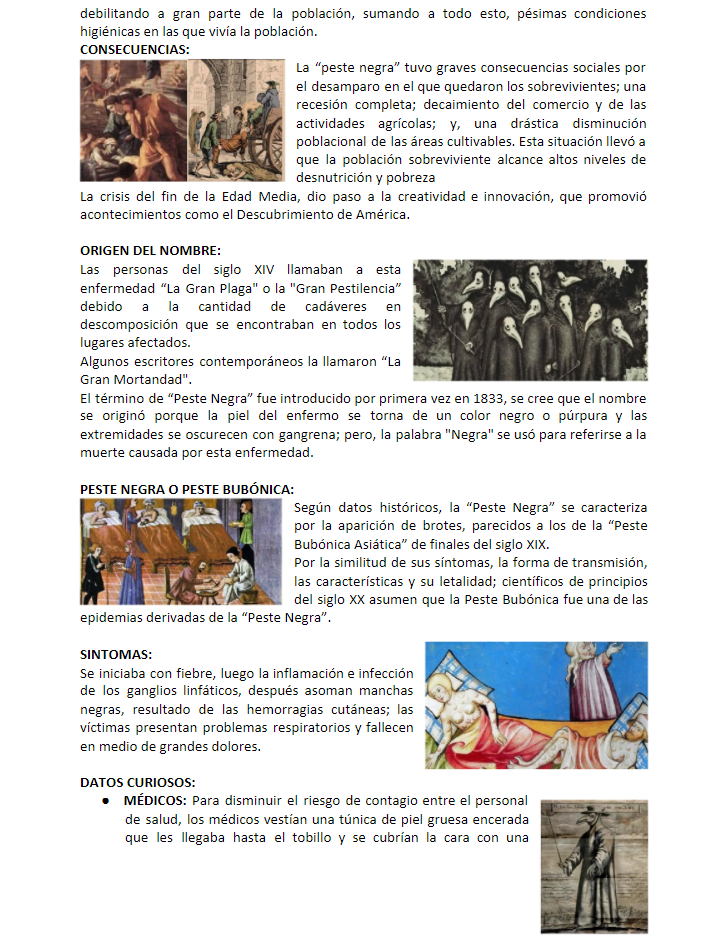 debilitando a gran parte de la población, sumando a todo esto, pésimas condiciones
higiénicas en las que vivía la población.
CONSECUENCIAS:
La “peste negra” tuvo graves consecuencias sociales por
el desamparo en el que quedaron los sobrevivientes; una
recesión completa; decaimiento del comercio y de las
actividades agrícolas; y, una drástica disminución
poblacional de las áreas cultivables. Esta situación llevó a
que la población sobreviviente alcance altos niveles de
desnutrición y pobreza
La crisis del fin de la Edad Media, dio paso a la creatividad e innovación, que promovió
acontecimientos como el Descubrimiento de América.
ORIGEN DEL NOMBRE:
Las personas del siglo XIV llamaban a esta
enfermedad “La Gran Plaga" o la "Gran Pestilencia”
debido a la cantidad de cadáveres en
descomposición que se encontraban en todos los
lugares afectados.
Algunos escritores contemporáneos la llamaron “La
Gran Mortandad".
El término de “Peste Negra” fue introducido por primera vez en 1833, se cree que el nombre
se originó porque la piel del enfermo se torna de un color negro o púrpura y las
extremidades se oscurecen con gangrena; pero, la palabra "Negra" se usó para referirse a la
muerte causada por esta enfermedad.
PESTE NEGRA O PESTE BUBÓNICA:
Según datos históricos, la “Peste Negra” se caracteriza
por la aparición de brotes, parecidos a los de la “Peste
Bubónica Asiática” de finales del siglo XIX.
Por la similitud de sus síntomas, la forma de transmisión,
las características y su letalidad; científicos de principios
del siglo XX asumen que la Peste Bubónica fue una de las
epidemias derivadas de la “Peste Negra”.
SINTOMAS:
Se iniciaba con fiebre, luego la inflamación e infección
de los ganglios linfáticos, después asoman manchas
negras, resultado de las hemorragias cutáneas; las
víctimas presentan problemas respiratorios y fallecen
en medio de grandes dolores.
DATOS CURIOSOS:
● MÉDICOS: Para disminuir el riesgo de contagio entre el personal
de salud, los médicos vestían una túnica de piel gruesa encerada
que les llegaba hasta el tobillo y se cubrían la cara con una